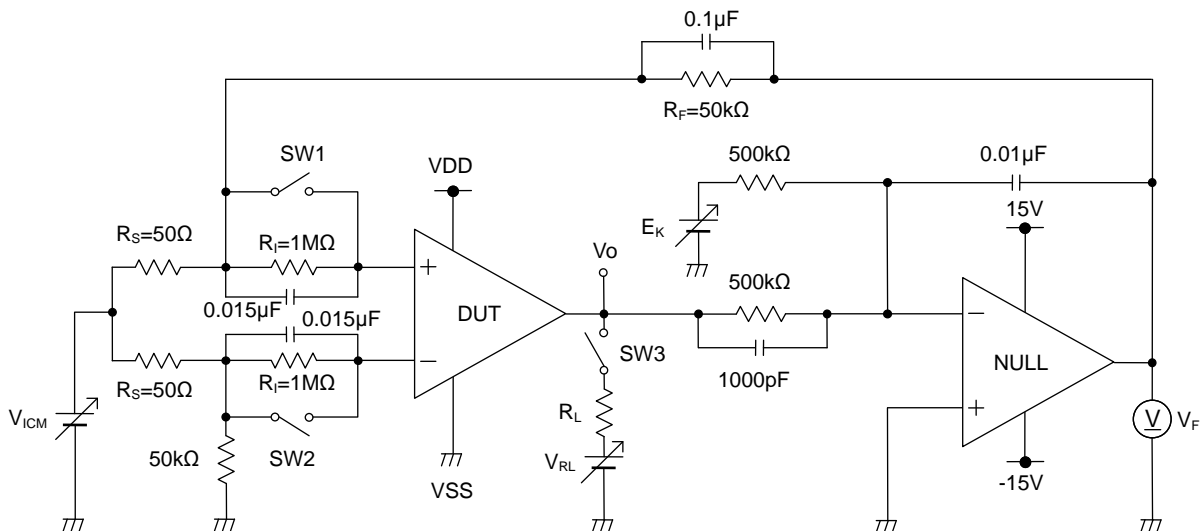 0.1µF
RF=50kΩ
SW1
VDD
500kΩ
0.01µF
RS=50Ω
RI=1MΩ
EK
15V
Vo
0.015µF
0.015µF
500kΩ
DUT
NULL
RS=50Ω
RI=1MΩ
SW3
1000pF
VICM
SW2
RL
V
VF
50kΩ
VRL
-15V
VSS